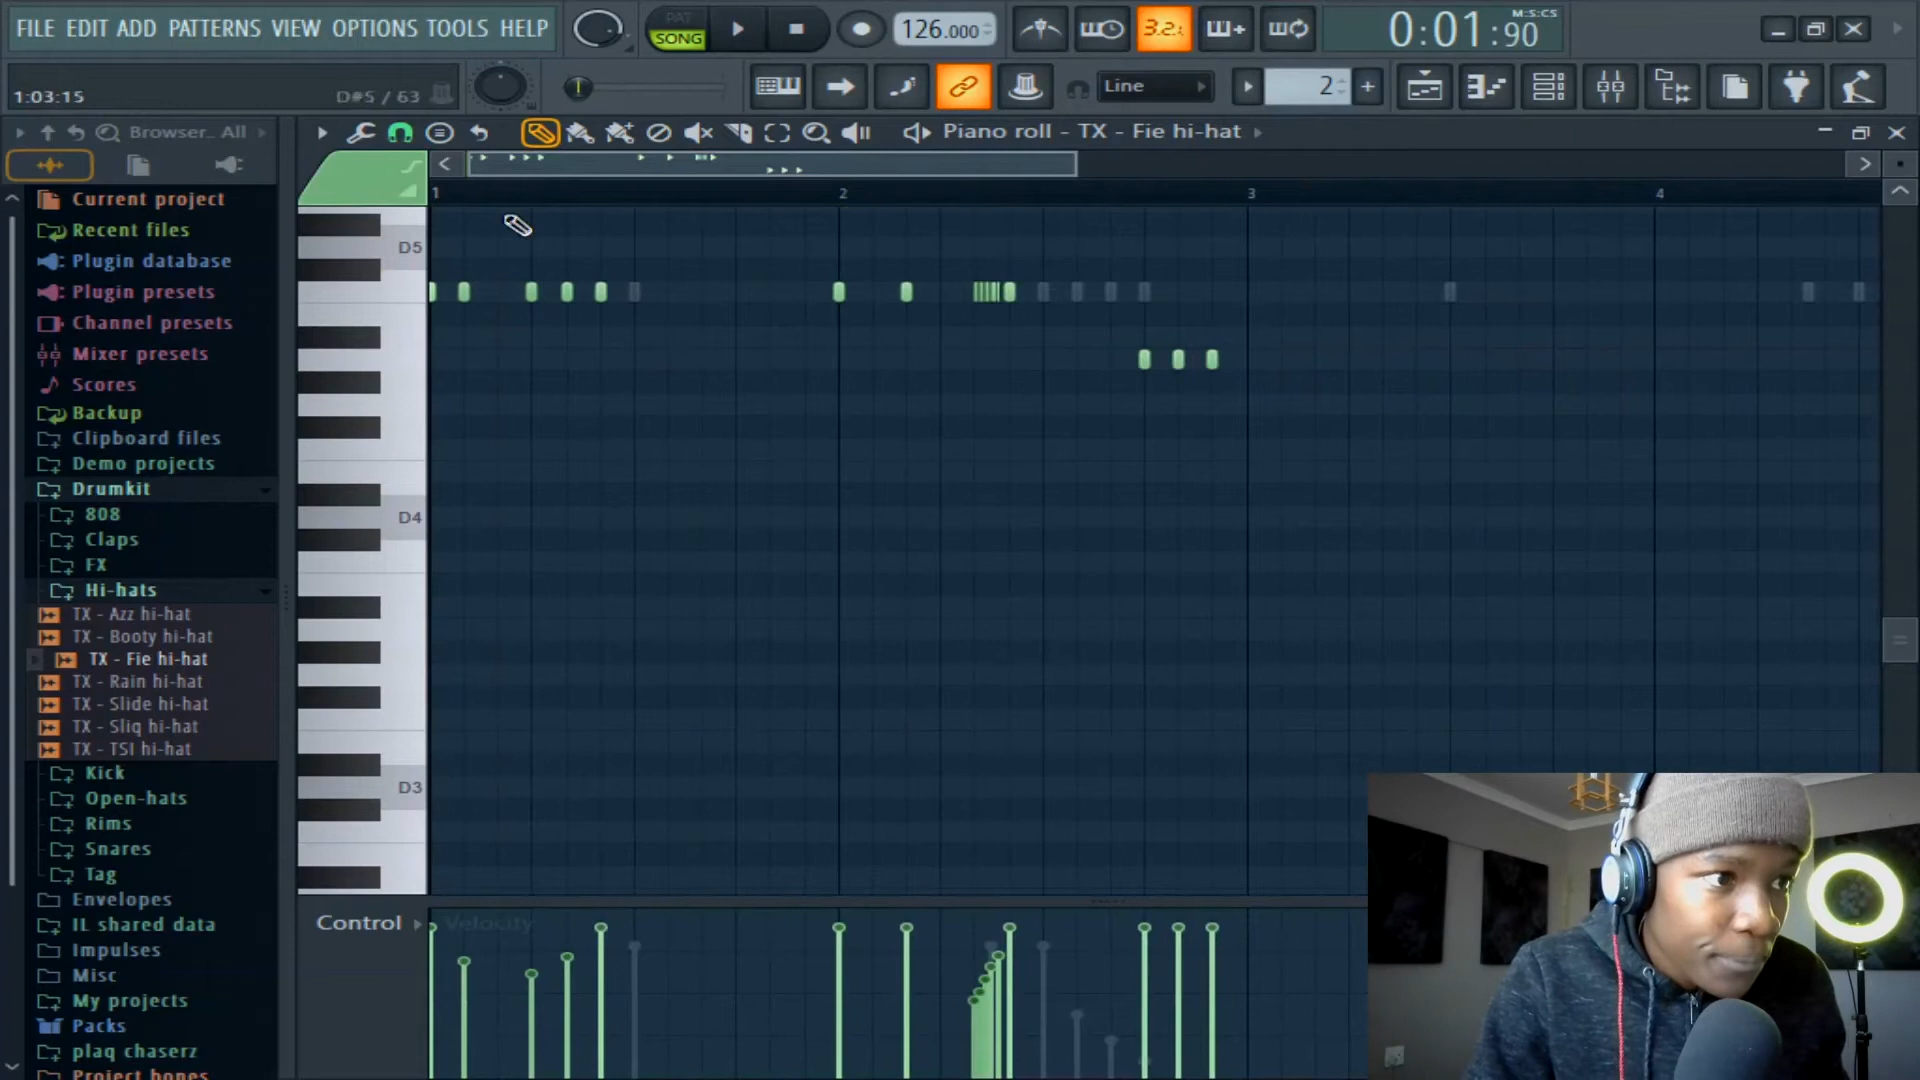 FILE EDIT ADD PATTERNS VIEW OPTIONS TOOLS HELP
PAT
SONG
126.000
3.2.
0:01:90
M:S:CS
1:03:15
D#5 / 63
Line
2
Browser... All
Piano roll - TX - Fie hi-hat
Current project
Recent files
Plugin database
Plugin presets
Channel presets
Mixer presets
Scores
Backup
Clipboard files
Demo projects
Drumkit
808
Claps
FX
Hi-hats
TX - Azz hi-hat
TX - Booty hi-hat
TX - Fie hi-hat
TX - Rain hi-hat
TX - Slide hi-hat
TX - Sliq hi-hat
TX - TSI hi-hat
Kick
Open-hats
Rims
Snares
Tag
Envelopes
IL shared data
Impulses
Misc
My projects
Packs
plaq chaserz
Project bones
1
2
3
4
D5
D4
D3
Control
Velocity